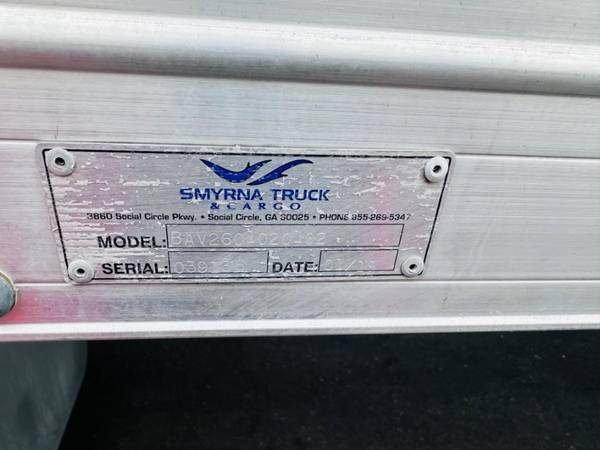 SMYRNA TRUCK
& CARGO
3860 Social Circle Pkwy. • Social Circle, GA 30025 • PHONE 855-269-5347
MODEL:
SERIAL: DATE: